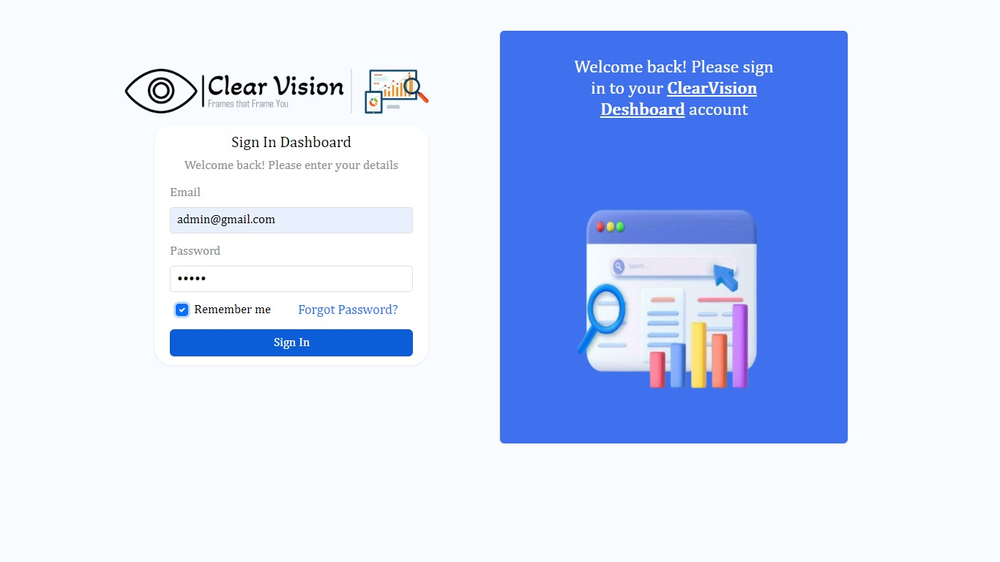 Clear Vision
Frames that Frame You
Sign In Dashboard
Welcome back! Please enter your details
Email
admin@gmail.com
Password
•••••
Remember me
Forgot Password?
Sign In
Welcome back! Please sign
in to your ClearVision
Deshboard account
Search...